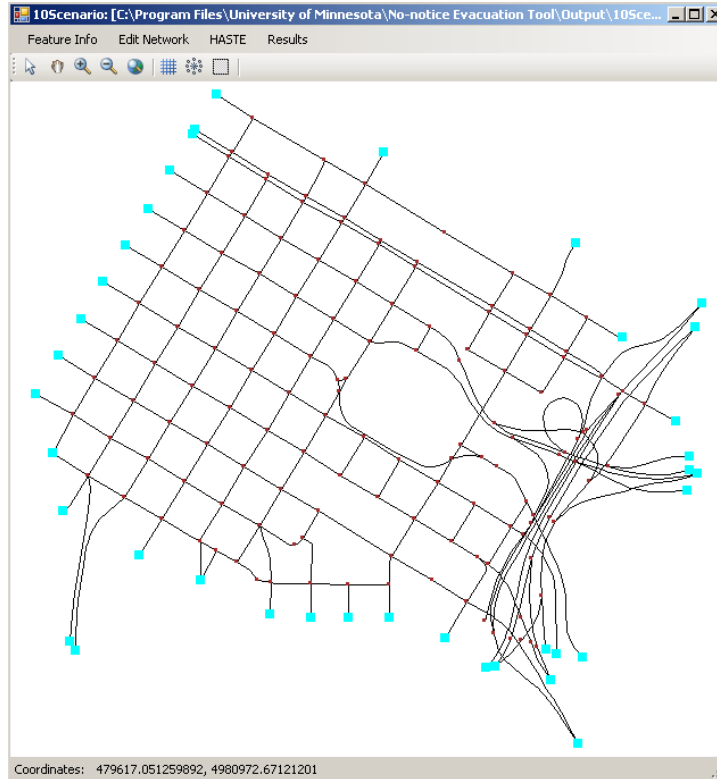 10Scenario: [C:\Program Files\University of Minnesota\No-notice Evacuation Tool\Output\10Sce...
Feature Info Edit Network HASTE Results
Coordinates: 479617.051259892, 4980972.67121201